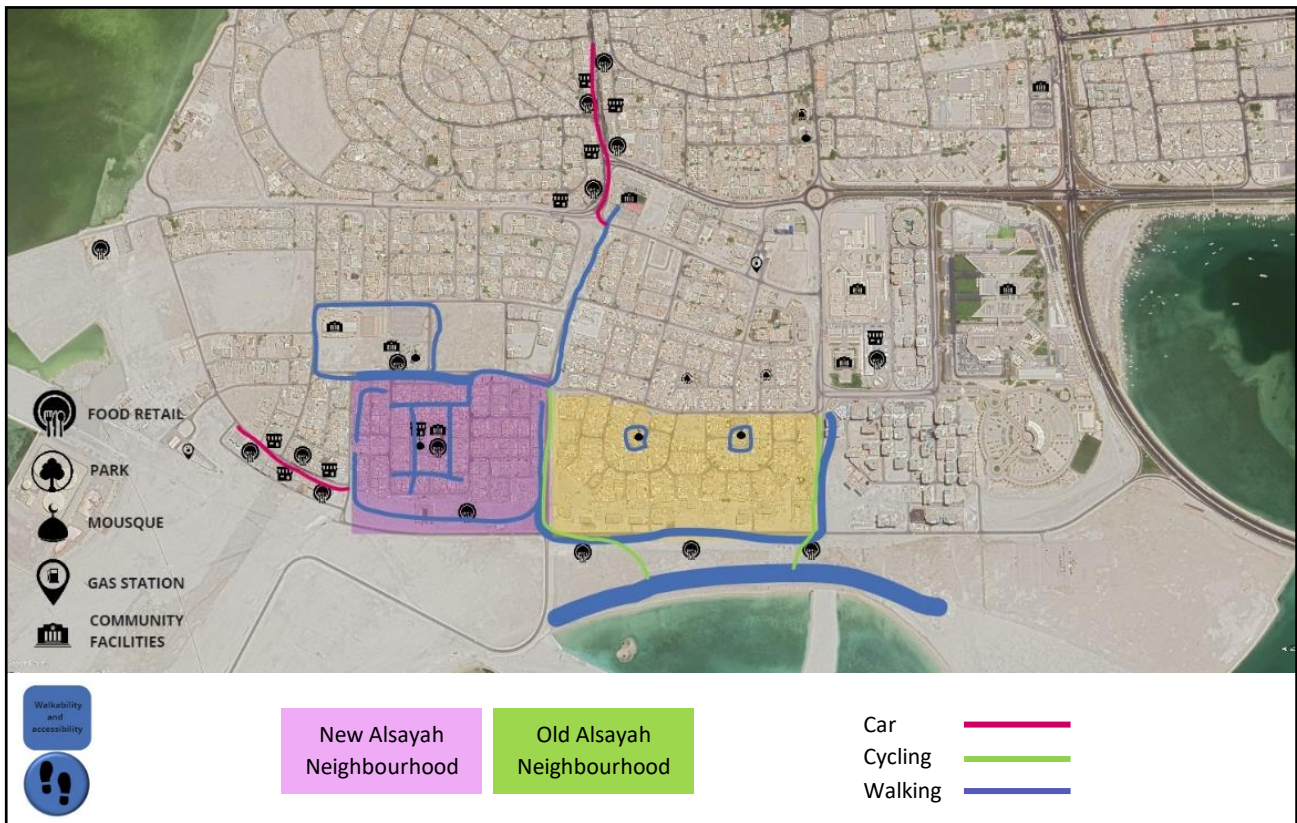 FOOD RETAIL
PARK
MOUSQUE
GAS STATION
COMMUNITY
FACILITIES
Walkability
and
accessibility
New Alsayah
Neighbourhood
Old Alsayah
Neighbourhood
Car
Cycling
Walking